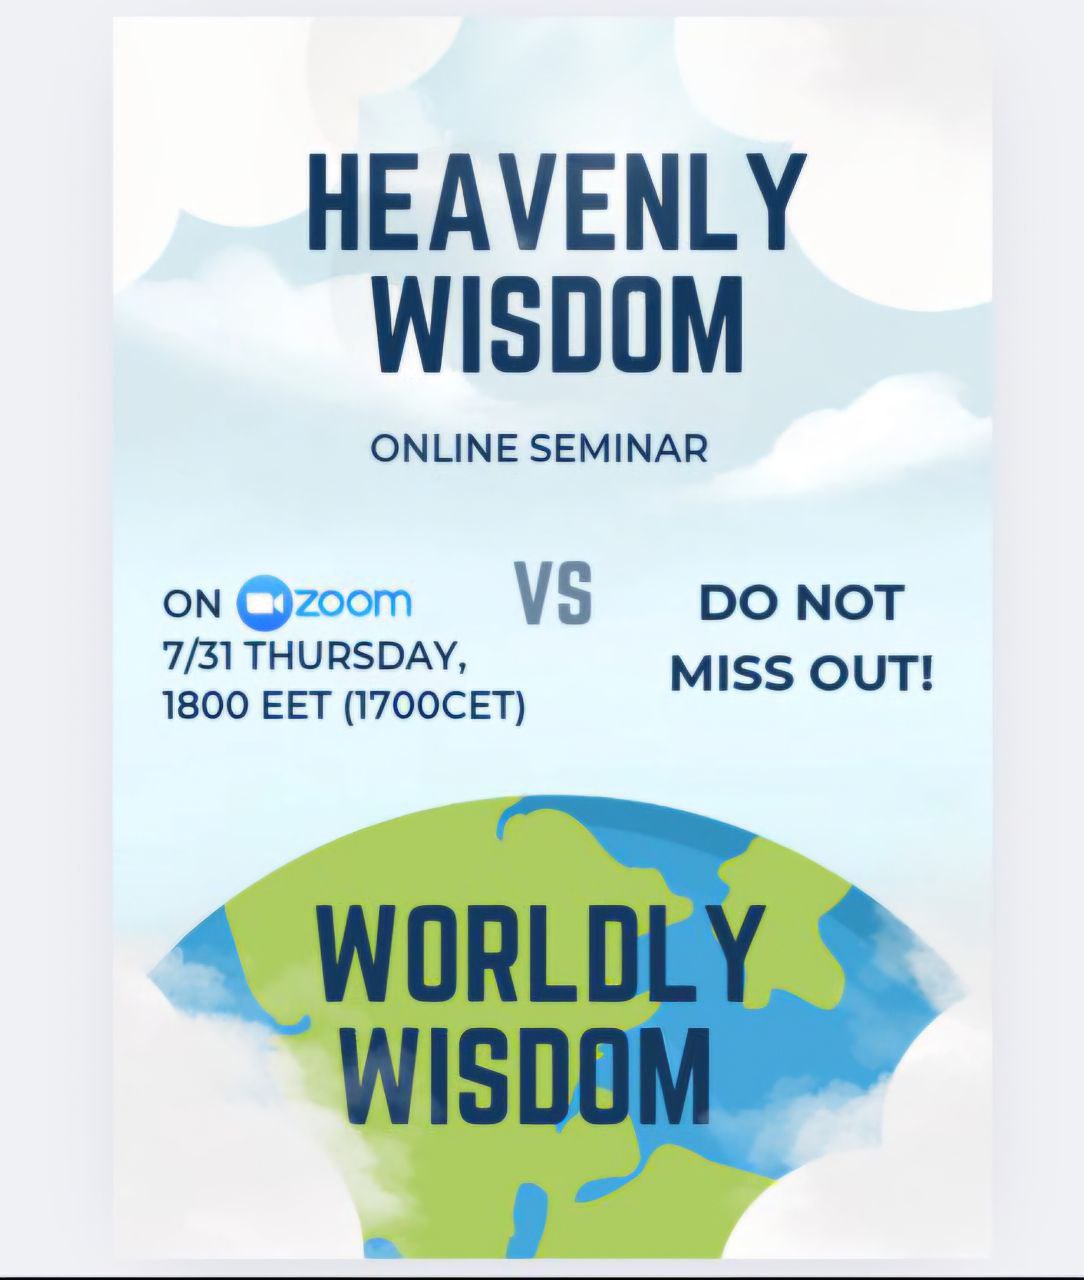 HEAVENLY
WISDOM
ONLINE SEMINAR
VS
ON zoom
7/31 THURSDAY,
1800 EET (1700CET)
DO NOT
MISS OUT!
WORLDLY
WISDOM